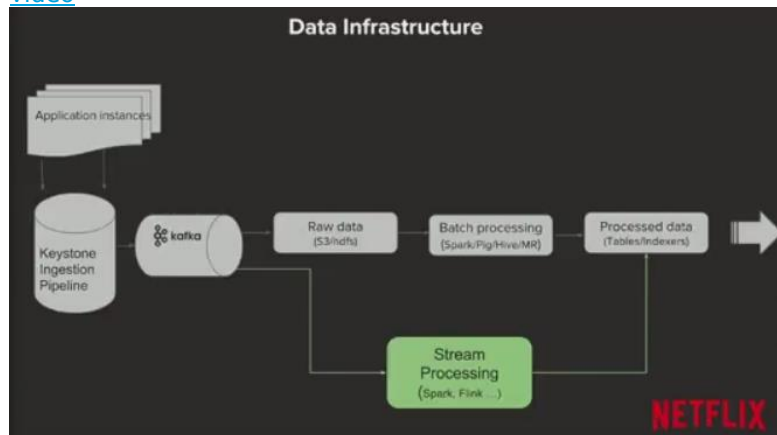 Video
Data Infrastructure
Application instances
Keystone
Ingestion
Pipeline
kafka
Raw data
(S3/hdfs)
Batch processing
(Spark/Pig/Hive/MR)
Processed data
(Tables/Indexers)
Stream
Processing
(Spark, Flink ...)
NETFLIX